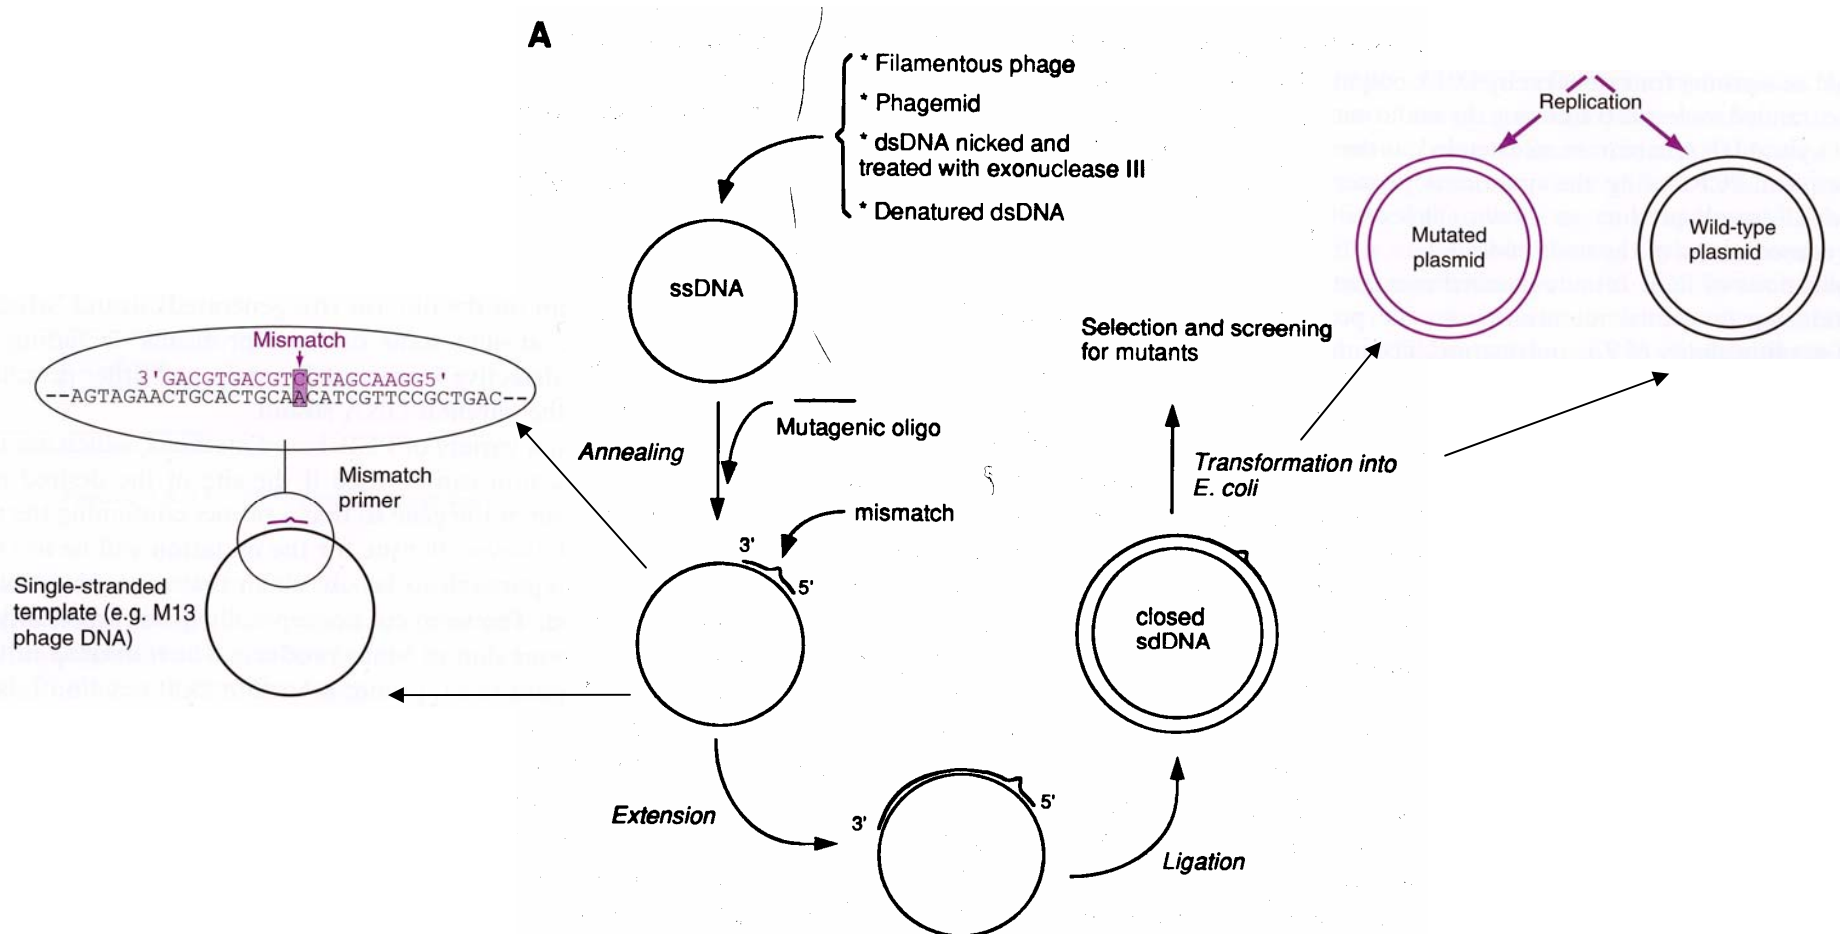 A
* Filamentous phage
* Phagemid
* dsDNA nicked and
treated with exonuclease III
* Denatured dsDNA
ssDNA
Annealing
Mutagenic oligo
mismatch
3'
5'
Extension
3'
5'
Ligation
closed
sdDNA
Transformation into
E. coli
Selection and screening
for mutants
Replication
Mutated
plasmid
Wild-type
plasmid
Mismatch
3'GACGTGACGTCGTAGCAAGG5'
--AGTAGAACTGCACTGCAACATCGTTCCGCTGAC--
Mismatch
primer
Single-stranded
template (e.g. M13
phage DNA)